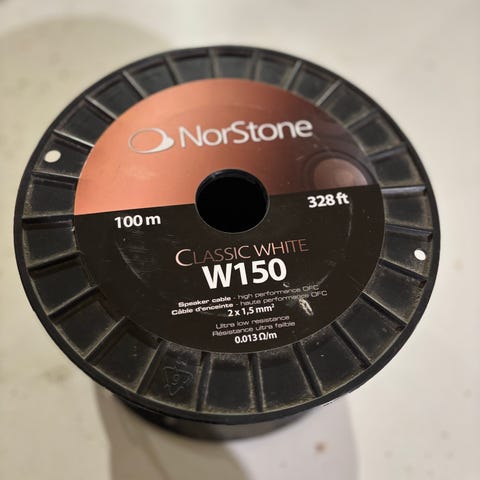 NorStone
100 m
328 ft
CLASSIC WHITE
W150
Speaker cable - high performance OFC
Câble d'enceinte - haute performance OFC
2 x 1,5 mm²
Ultra low resistance
Résistance ultra faible
0.013 Ω/m